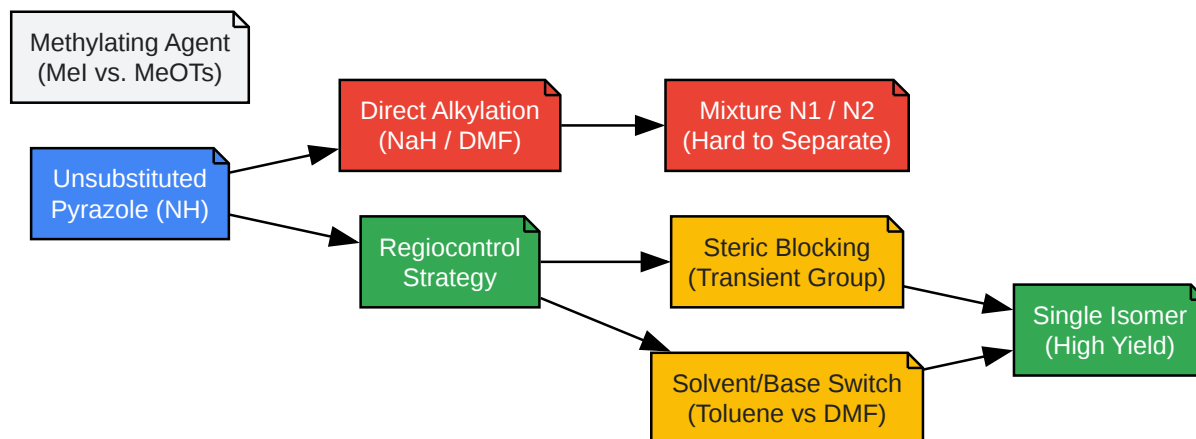 Methylating Agent
(MeI vs. MeOTs)
Unsubstituted
Pyrazole (NH)
Direct Alkylation
(NaH / DMF)
Mixture N1 / N2
(Hard to Separate)
Regiocontrol
Strategy
Steric Blocking
(Transient Group)
Solvent/Base Switch
(Toluene vs DMF)
Single Isomer
(High Yield)